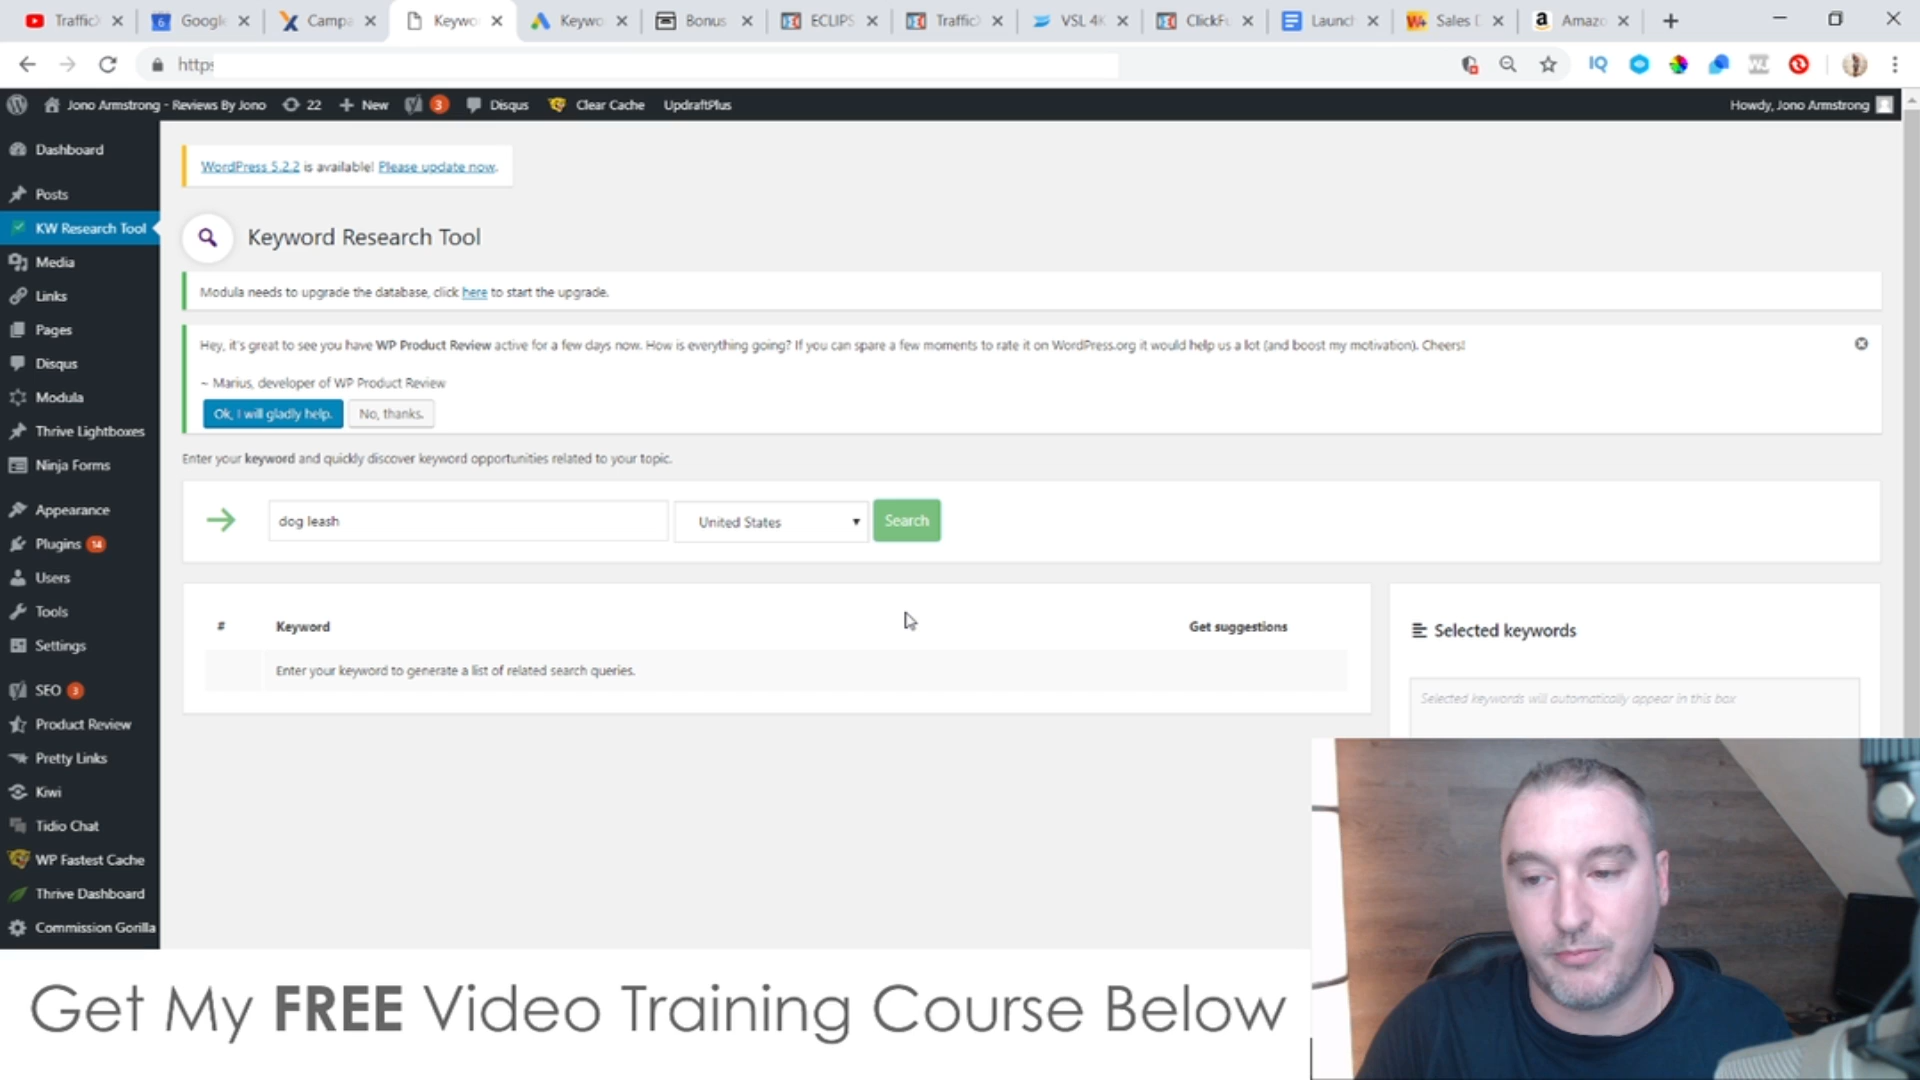 Traffic
Google
Campa
Keywo
Keywo
Bonus
ECLIPS
Traffic
VSL 4K
ClickFu
Launch
Sales
Amazo
IQ
Jono Armstrong - Reviews By Jono
22
New
3
Disqus
Clear Cache
UpdraftPlus
Howdy, Jono Armstrong
Dashboard
Posts
KW Research Tool
Media
Links
Pages
Disqus
Modula
Thrive Lightboxes
Ninja Forms
Appearance
Plugins 14
Users
Tools
Settings
SEO 3
Product Review
Pretty Links
Kiwi
Tidio Chat
WP Fastest Cache
Thrive Dashboard
Commission Gorilla
WordPress 5.2.2 is available! Please update now.
Keyword Research Tool
Modula needs to upgrade the database, click here to start the upgrade.
Hey, it's great to see you have WP Product Review active for a few days now. How is everything going? If you can spare a few moments to rate it on WordPress.org it would help us a lot (and boost my motivation). Cheers!
~ Marius, developer of WP Product Review
Ok, I will gladly help.
No, thanks.
Enter your keyword and quickly discover keyword opportunities related to your topic.
dog leash
United States
Search
#
Keyword
Get suggestions
Enter your keyword to generate a list of related search queries.
Selected keywords
Selected keywords will automatically appear in this box
Get My FREE Video Training Course Below